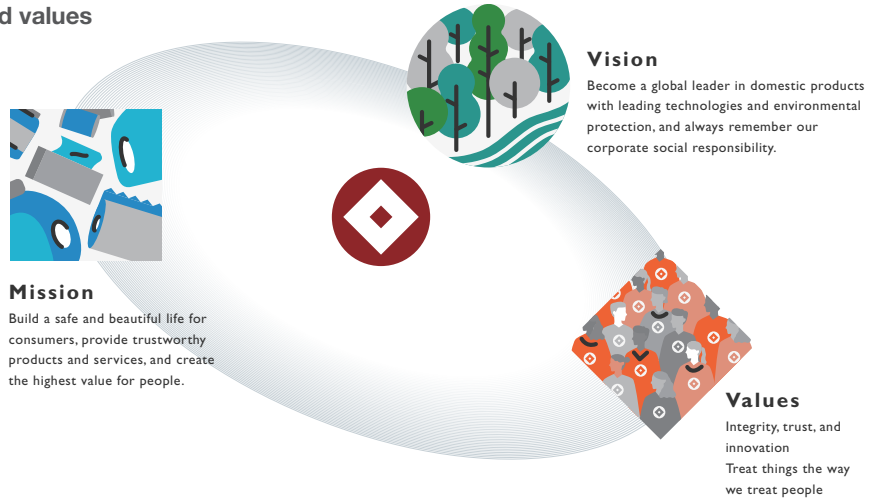 d values
Vision
Become a global leader in domestic products
with leading technologies and environmental
protection, and always remember our
corporate social responsibility.
Mission
Build a safe and beautiful life for
consumers, provide trustworthy
products and services, and create
the highest value for people.
Values
Integrity, trust, and
innovation
Treat things the way
we treat people